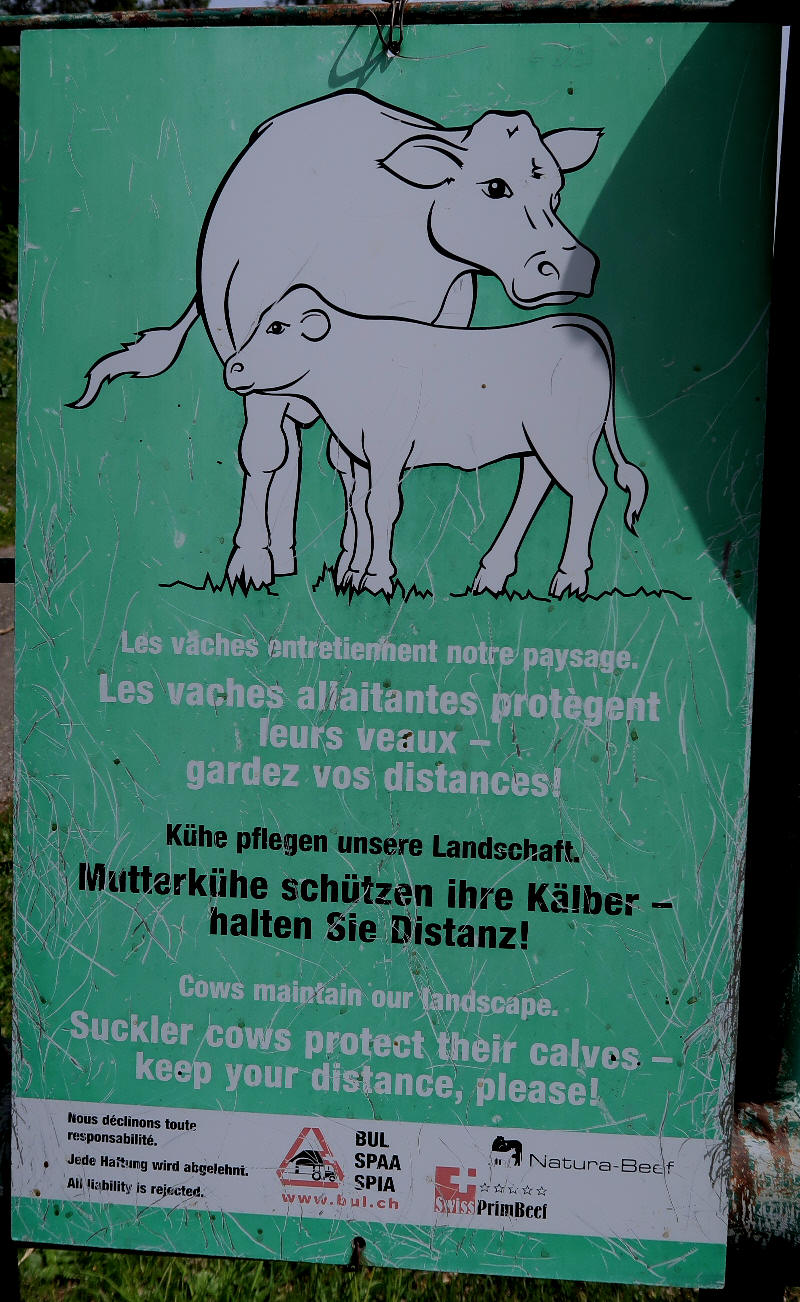 Les vaches entretiennent notre paysage.
Les vaches allaitantes protègent
leurs veaux –
gardez vos distances!
Kühe pflegen unsere Landschaft.
Mutterkühe schützen ihre Kälber –
halten Sie Distanz!
Cows maintain our landscape.
Suckler cows protect their calves –
keep your distance, please!
Nous déclinons toute
responsabilité.
Jede Haftung wird abgelehnt.
All liability is rejected.
BUL
SPAA
SPIA
www.bul.ch
Natura-Beef
Swiss PrimBeef